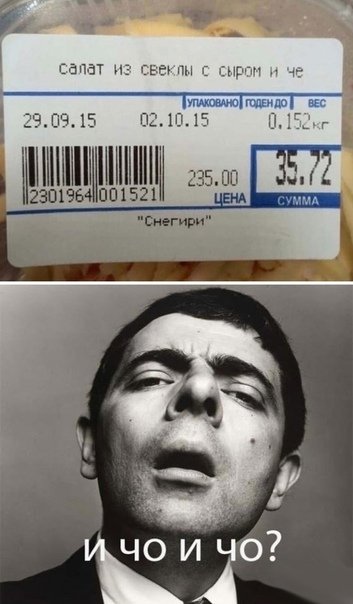 салат из свеклы с сыром и че
УПАКОВАНО ГОДЕН ДО ВЕС
29.09.15 02.10.15 0.152кг
2301964 001521
235.00 35.72
ЦЕНА СУММА
"Снегири"
и чо и чо?